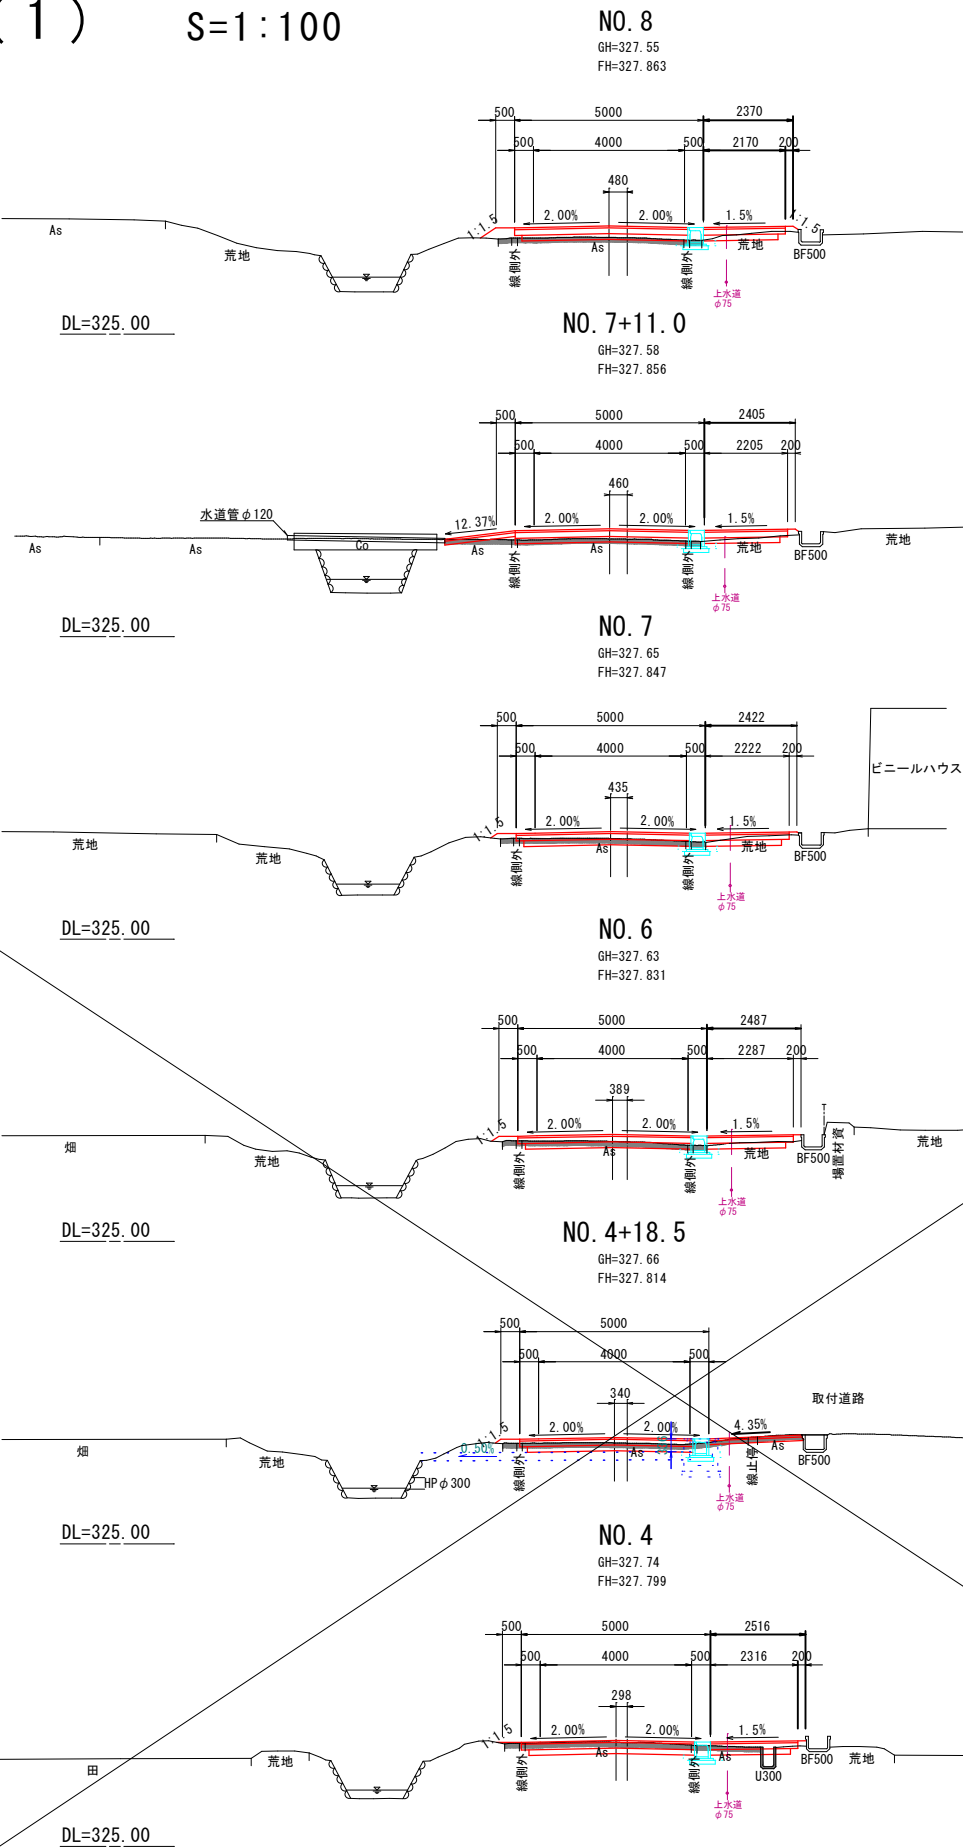 (1)
S=1:100
NO.8
GH=327.55
FH=327.863
500 5000 2370
500 4000 500 2170 200
480
1:1.5 2.00% 2.00% 1.5% 1:1.5
As 荒地 外側線 As 外側線 荒地 BF500
上水道
φ75
DL=325.00
NO.7+11.0
GH=327.58
FH=327.856
500 5000 2405
500 4000 500 2205 200
460
水道管φ120 12.37% 2.00% 2.00% 1.5%
As As Co As 外側線 As 外側線 荒地 BF500 荒地
上水道
φ75
DL=325.00
NO.7
GH=327.65
FH=327.847
500 5000 2422
500 4000 500 2222 200
ビニールハウス
435
1:1.5 2.00% 2.00% 1.5%
荒地 荒地 外側線 As 外側線 荒地 BF500
上水道
φ75
DL=325.00
NO.6
GH=327.63
FH=327.831
500 5000 2487
500 4000 500 2287 200
389
1:1.5 2.00% 2.00% 1.5%
畑 荒地 外側線 As 外側線 荒地 BF500 資材置場 荒地
上水道
φ75
DL=325.00
NO.4+18.5
GH=327.66
FH=327.814
500 5000
500 4000 500
340
取付道路
1:1.5 2.00% 2.00% 4.35%
畑 荒地 0.50% 外側線 As 停止線 As BF500
HPφ300
外側線
上水道
φ75
DL=325.00
NO.4
GH=327.74
FH=327.799
500 5000 2516
500 4000 500 2316 200
298
1:1.5 2.00% 2.00% 1.5%
田 荒地 外側線 As 外側線 As U300 BF500 荒地
上水道
φ75
DL=325.00